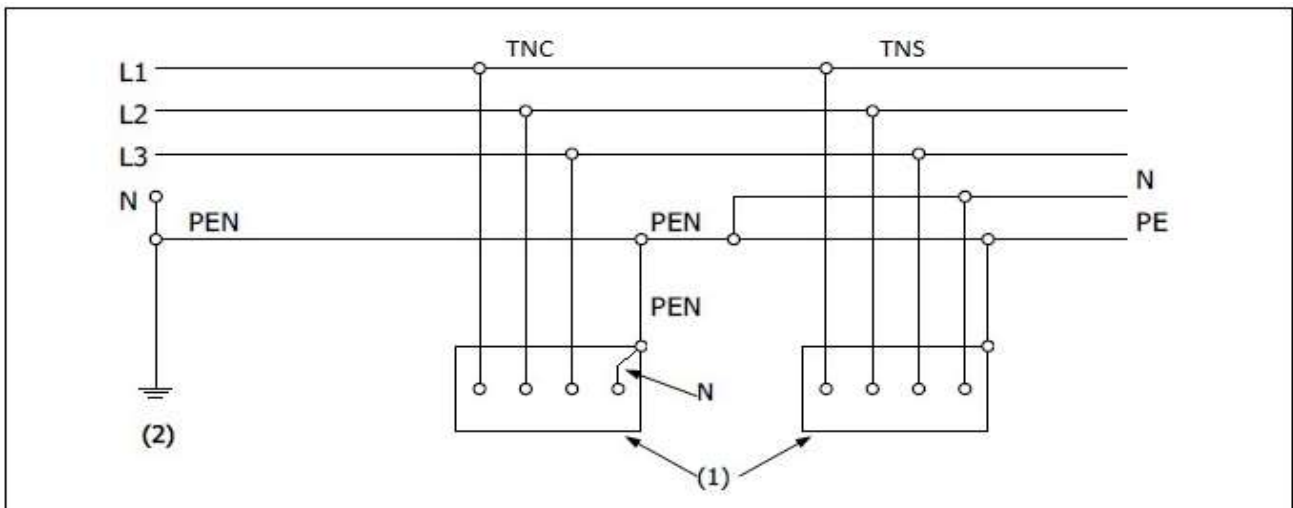 TNC TNS
L1
L2
L3
N N
PEN PEN PE
PEN
N
(2)
(1)